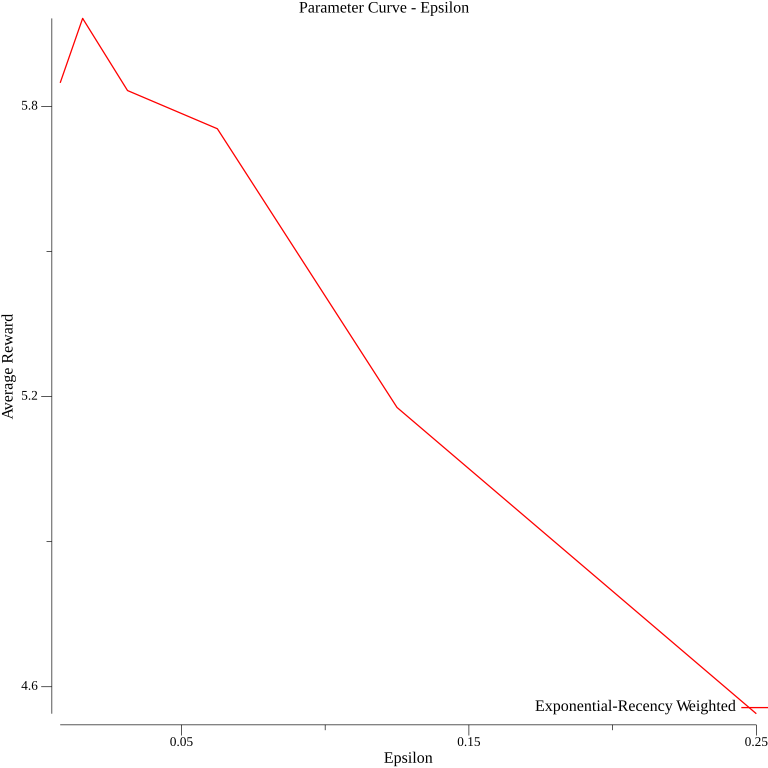 Parameter Curve - Epsilon
5.8
5.2
4.6
Average Reward
Exponential-Recency Weighted
0.05
0.15
0.25
Epsilon